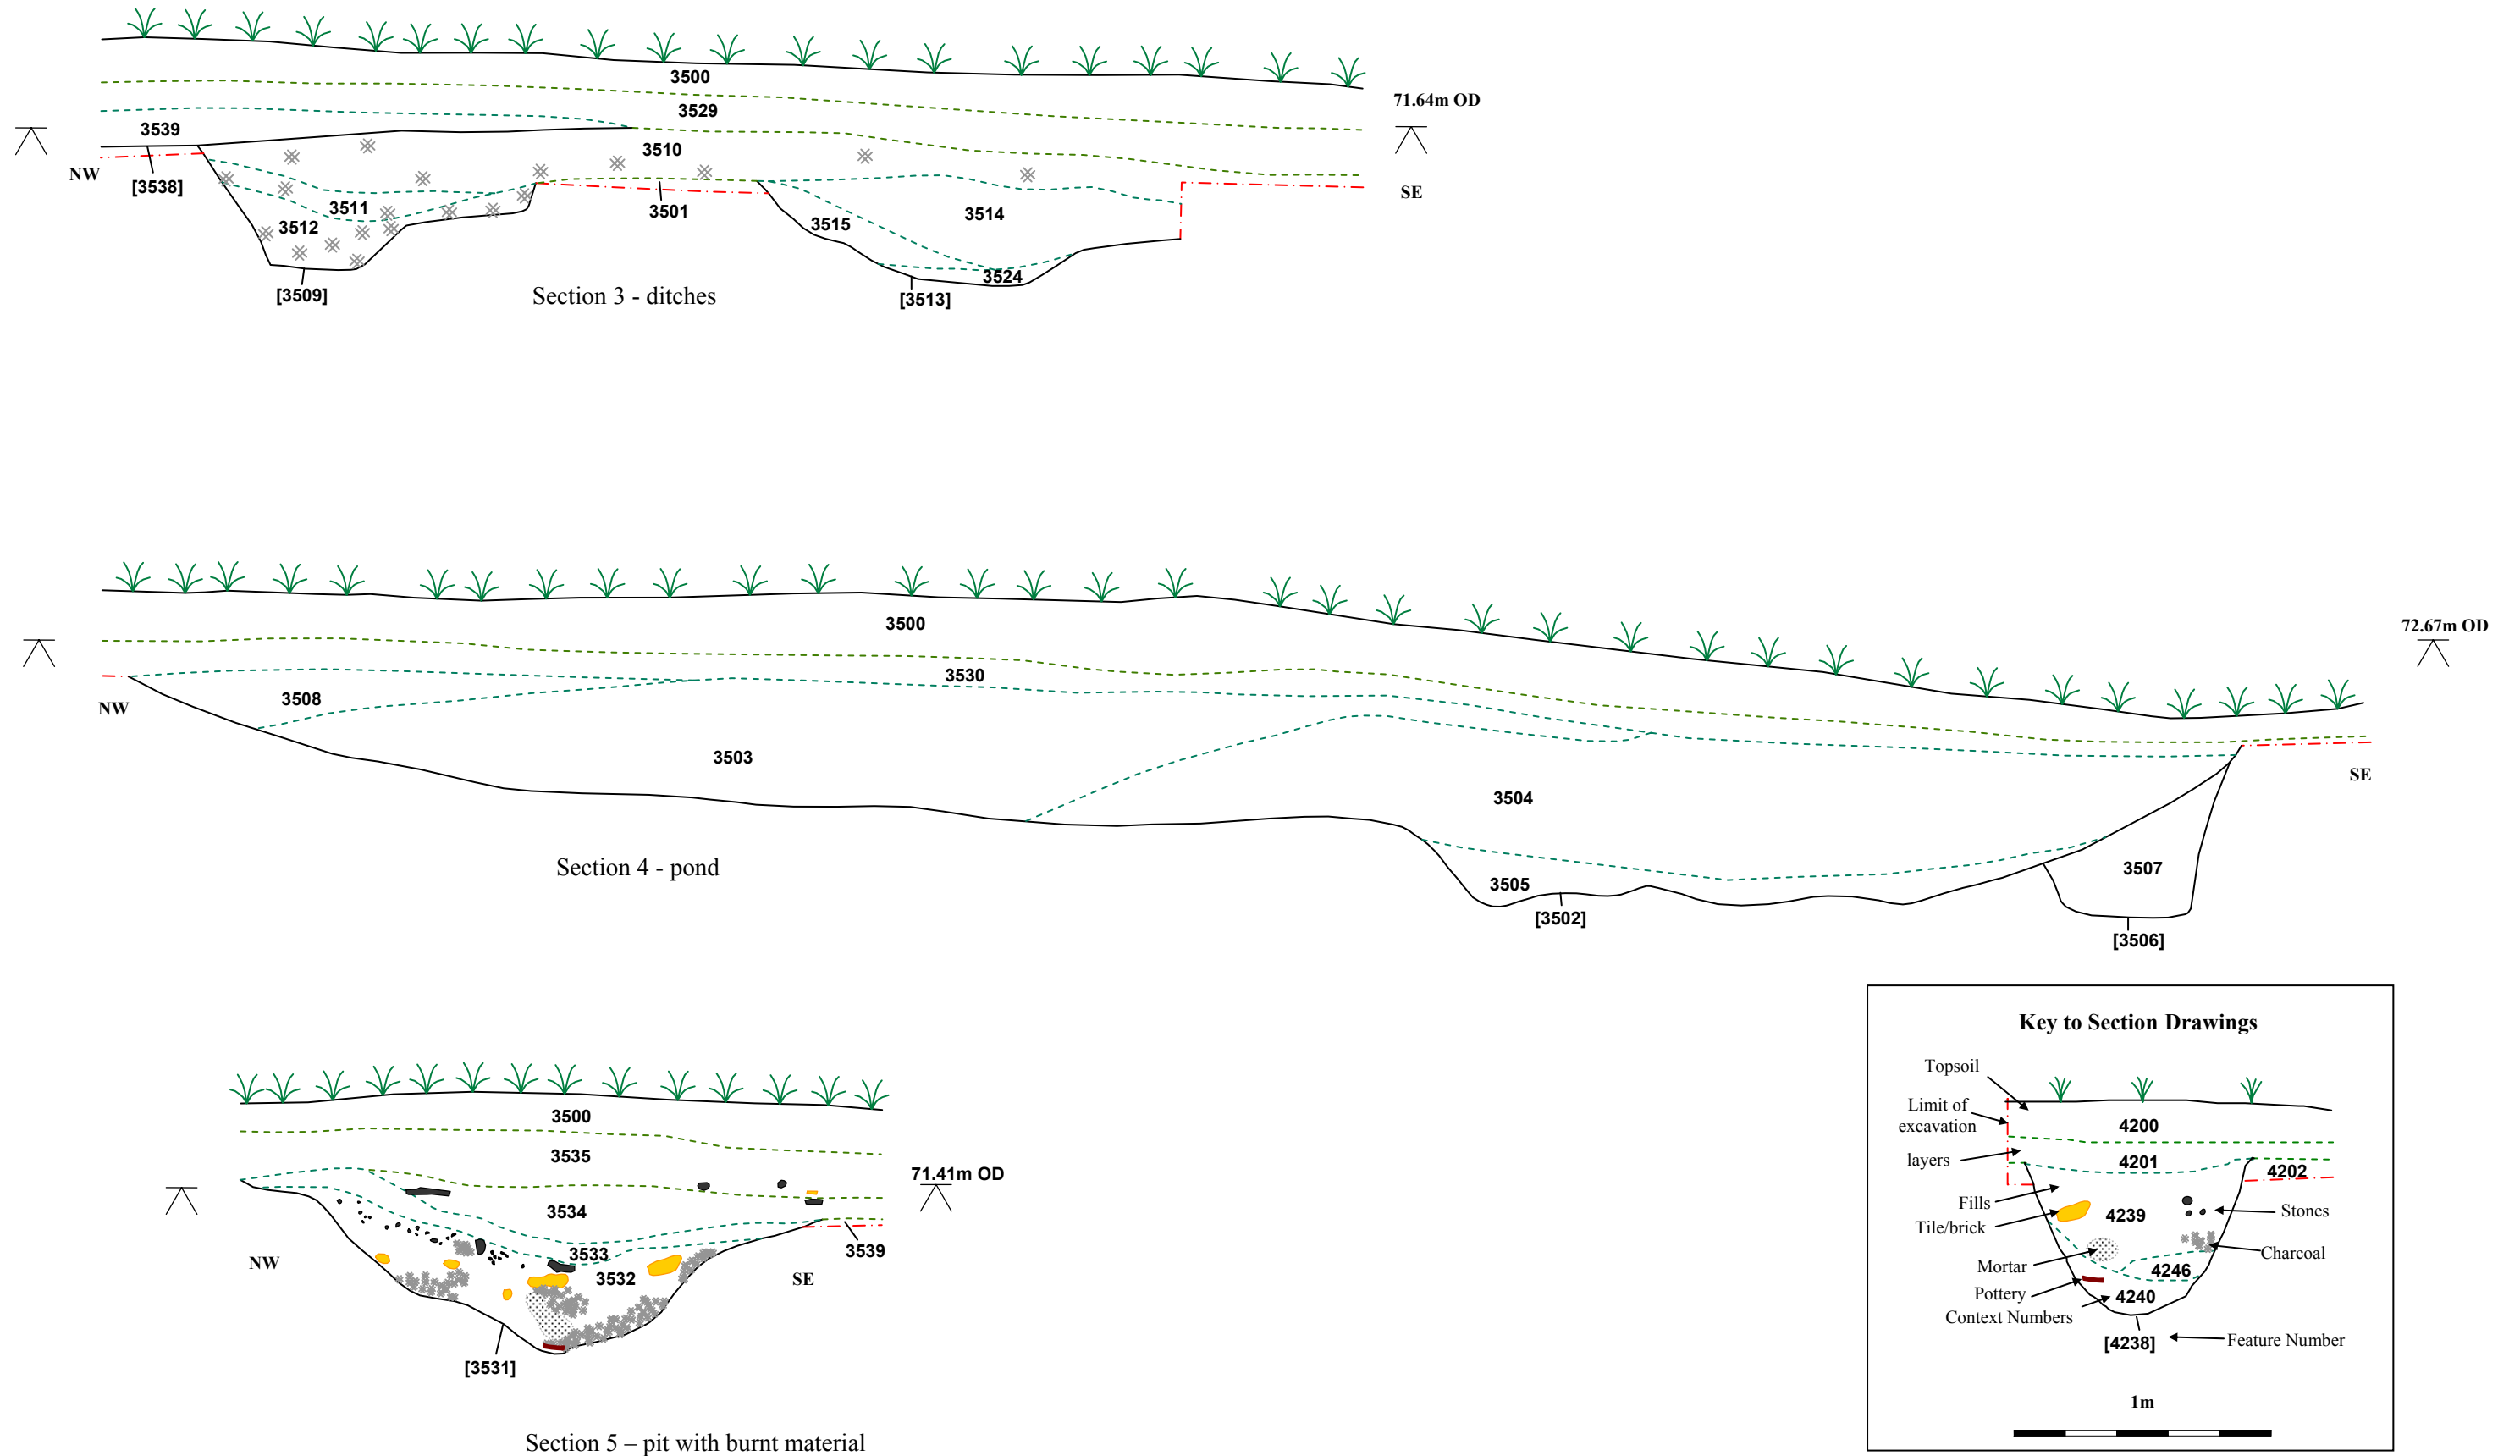 3500
71.64m OD
3529
3539
3510
NW
[3538]
SE
3511
3501
3514
3515
3512
3524
[3509]
Section 3 - ditches
[3513]
3500
72.67m OD
3530
3508
NW
3503
SE
3504
Section 4 - pond
3507
3505
[3502]
[3506]
3500
3535
71.41m OD
3534
3539
3533
NW
3532
SE
[3531]
Section 5 – pit with burnt material
Key to Section Drawings
Topsoil
Limit of
excavation
4200
layers
4201
4202
Fills
4239
Stones
Tile/brick
Charcoal
Mortar
4246
Pottery
4240
Context Numbers
[4238]
Feature Number
1m